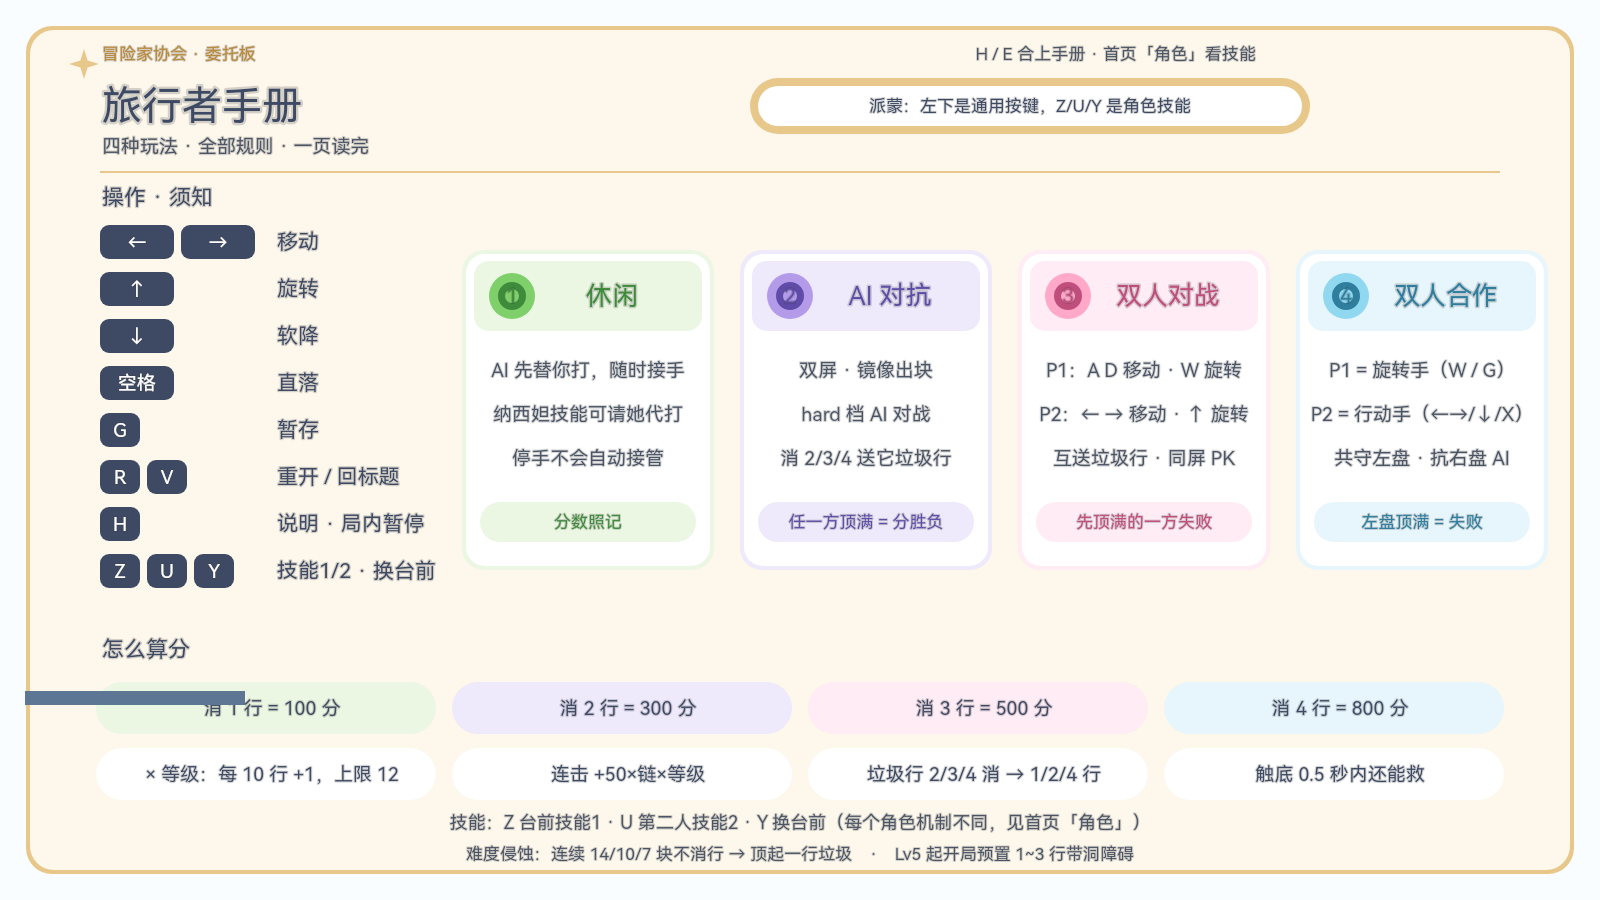 冒险家协会 · 委托板
H / E 合上手册 · 首页「角色」看技能
旅行者手册
派蒙：左下是通用按键，Z/U/Y 是角色技能
四种玩法 · 全部规则 · 一页读完
操作 · 须知
← → 移动
↑ 旋转
↓ 软降
空格 直落
G 暂存
R V 重开 / 回标题
H 说明 · 局内暂停
Z U Y 技能1/2 · 换台前
1 休闲
AI 先替你打，随时接手
纳西妲技能可请她代打
停手不会自动接管
分数照记
2 AI 对抗
双屏 · 镜像出块
hard 档 AI 对战
消 2/3/4 送它垃圾行
任一方顶满 = 分胜负
3 双人对战
P1：A D 移动 · W 旋转
P2：← → 移动 · ↑ 旋转
互送垃圾行 · 同屏 PK
先顶满的一方失败
4 双人合作
P1 = 旋转手（W / G）
P2 = 行动手（←→/↓/X）
共守左盘 · 抗右盘 AI
左盘顶满 = 失败
怎么算分
消 1 行 = 100 分
消 2 行 = 300 分
消 3 行 = 500 分
消 4 行 = 800 分
× 等级：每 10 行 +1，上限 12
连击 +50×链×等级
垃圾行 2/3/4 消 → 1/2/4 行
触底 0.5 秒内还能救
技能：Z 台前技能1 · U 第二人技能2 · Y 换台前（每个角色机制不同，见首页「角色」）
难度侵蚀：连续 14/10/7 块不消行 → 顶起一行垃圾 · Lv5 起开局预置 1~3 行带洞障碍